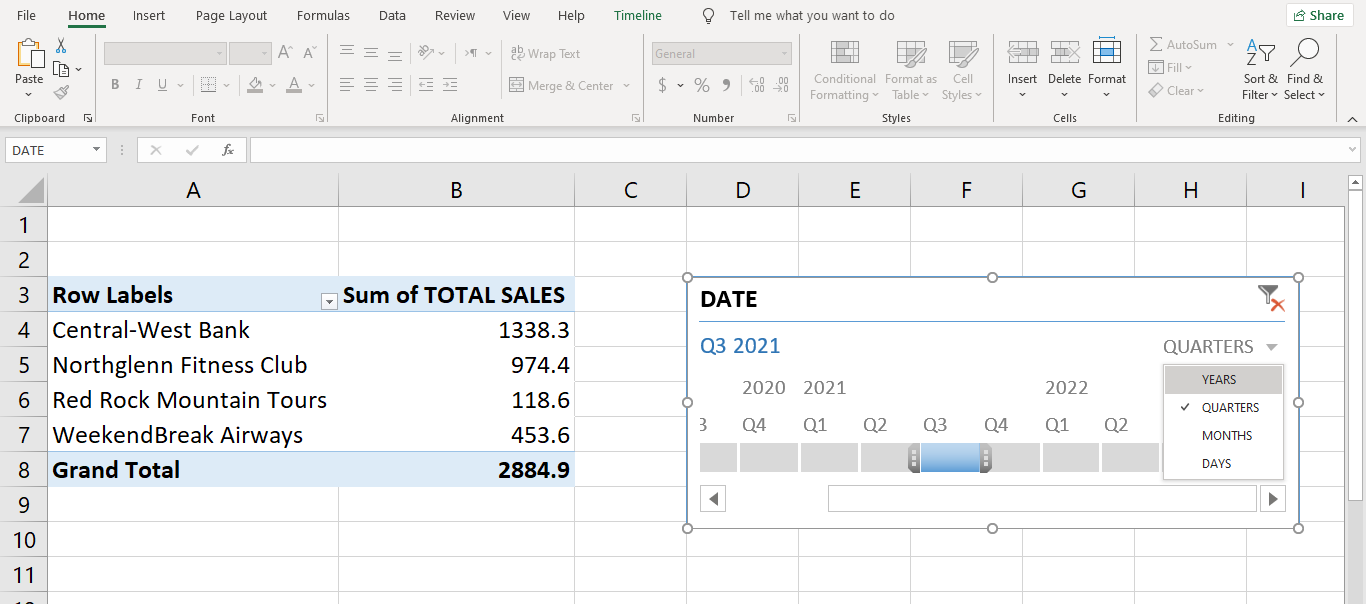 File Home Insert Page Layout Formulas Data Review View Help Timeline Tell me what you want to do Share
Paste
B I U A A A
ab Wrap Text
Merge & Center
General
$ % 9 .00 .00
Conditional Formatting
Format as Table
Cell Styles
Insert Delete Format
AutoSum
Fill
Clear
Sort & Filter
Find & Select
Clipboard Font Alignment Number Styles Cells Editing
DATE fx
A B C D E F G H I
1
2
3 Row Labels Sum of TOTAL SALES
4 Central-West Bank 1338.3
5 Northglenn Fitness Club 974.4
6 Red Rock Mountain Tours 118.6
7 WeekendBreak Airways 453.6
8 Grand Total 2884.9
9
10
11
DATE
Q3 2021 QUARTERS
2020 2021 2022
Q4 Q1 Q2 Q3 Q4 Q1 Q2
YEARS
QUARTERS
MONTHS
DAYS